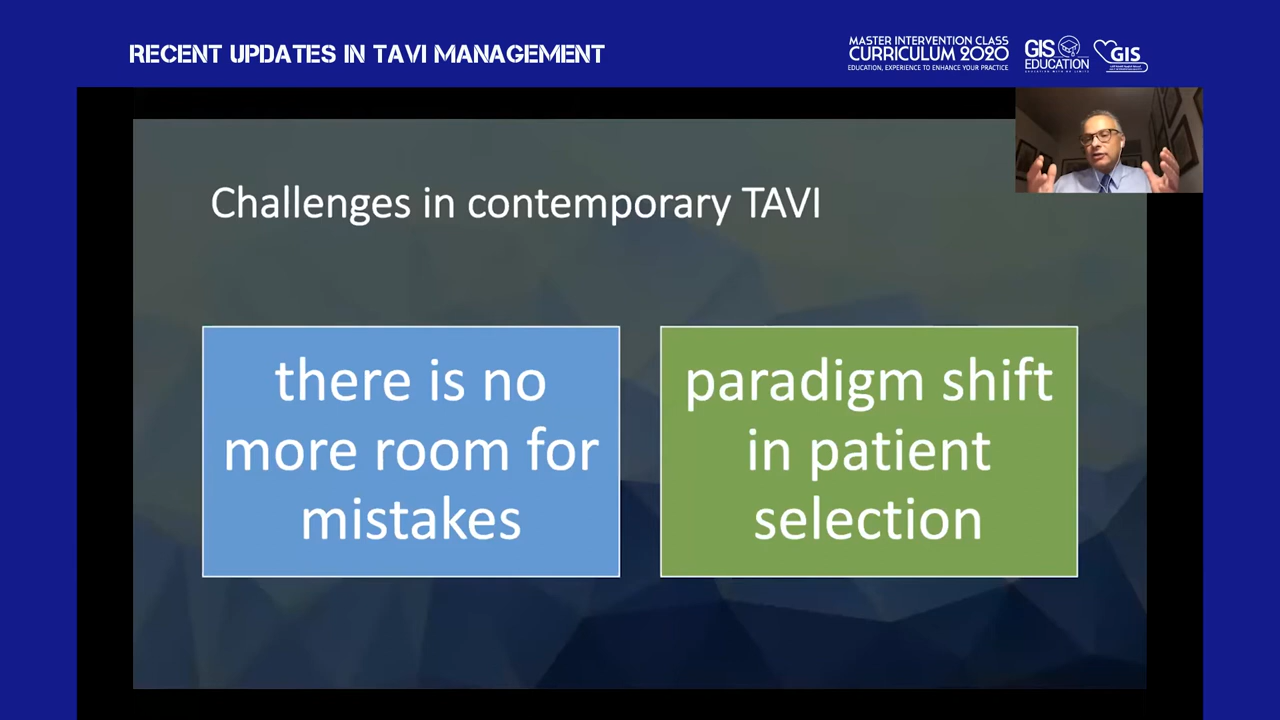 RECENT UPDATES IN TAVI MANAGEMENT
MASTER INTERVENTION CLASS
CURRICULUM 2020
EDUCATION, EXPERIENCE TO ENHANCE YOUR PRACTICE.
GIS
EDUCATION
GIS
Challenges in contemporary TAVI
there is no
more room for
mistakes
paradigm shift
in patient
selection